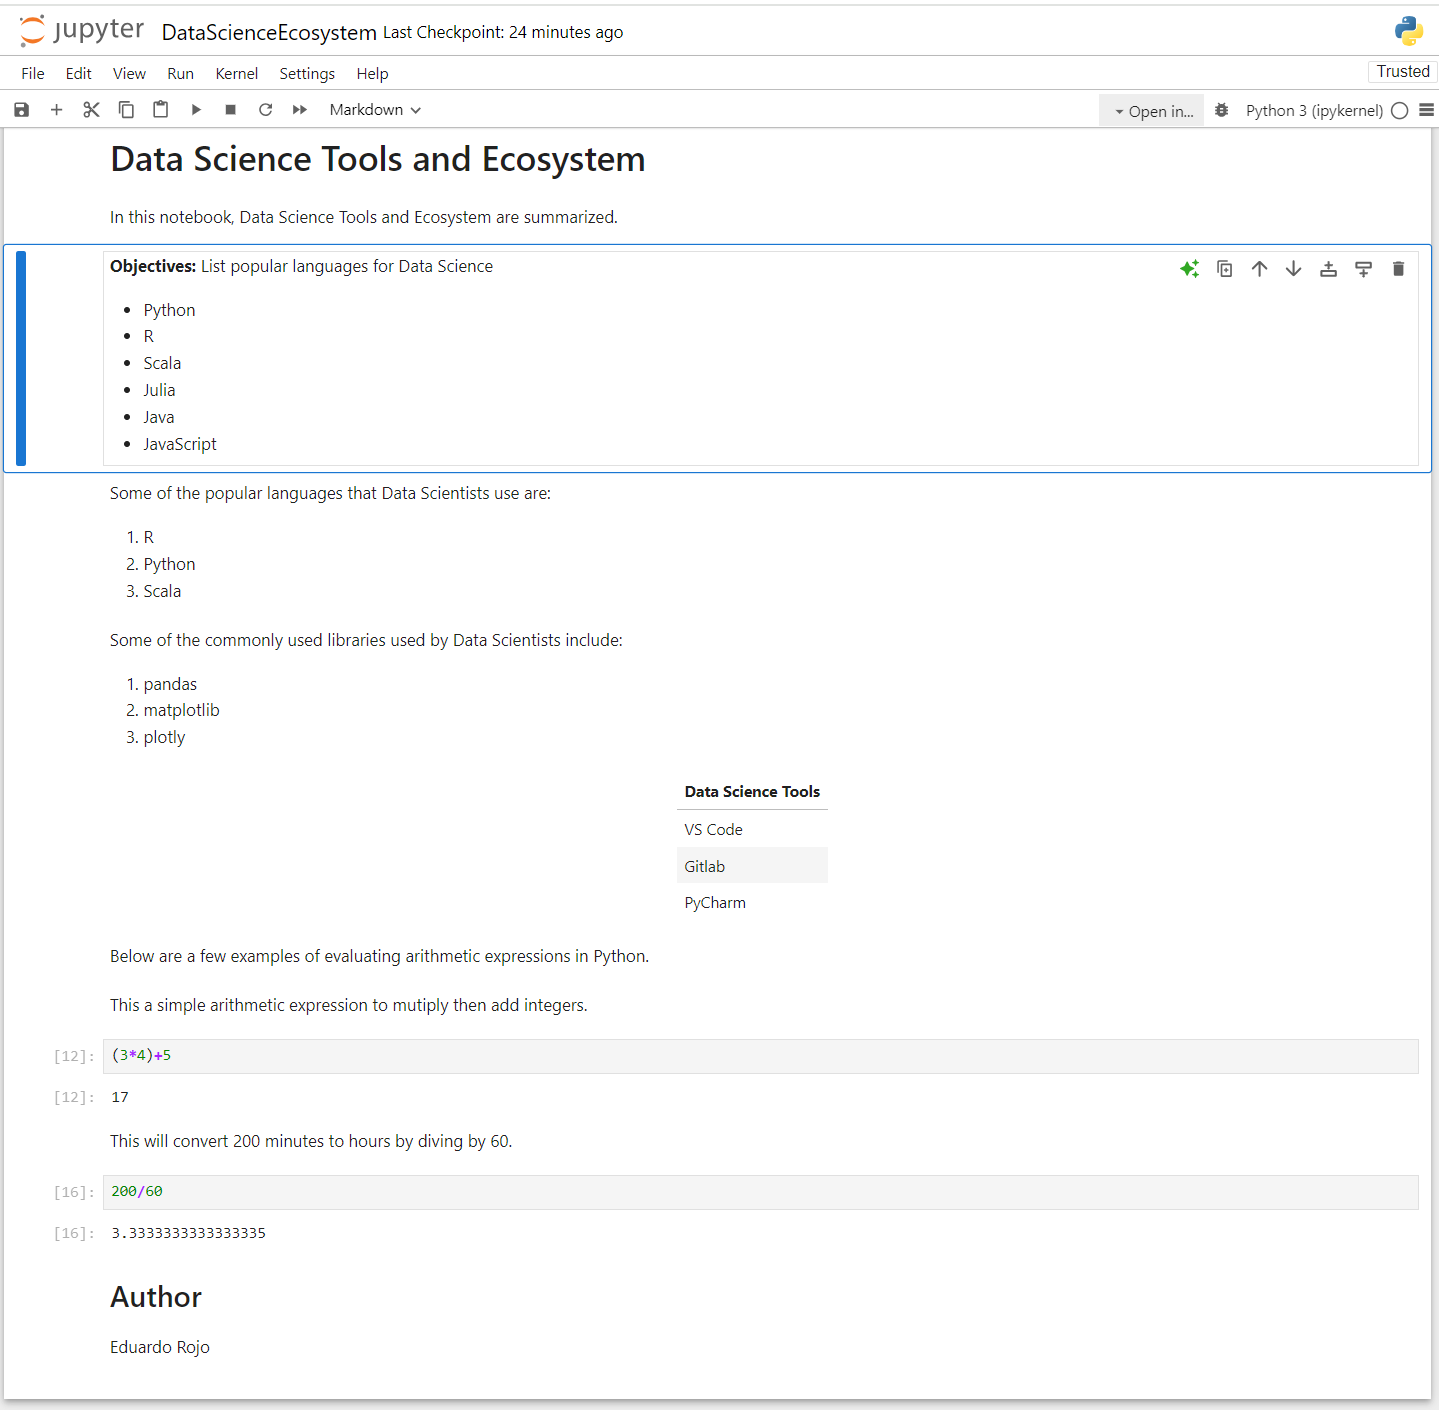 jupyter DataScienceEcosystem Last Checkpoint: 24 minutes ago
File Edit View Run Kernel Settings Help Trusted
Markdown Open in... Python 3 (ipykernel)
Data Science Tools and Ecosystem
In this notebook, Data Science Tools and Ecosystem are summarized.
Objectives: List popular languages for Data Science
• Python
• R
• Scala
• Julia
• Java
• JavaScript
Some of the popular languages that Data Scientists use are:
1. R
2. Python
3. Scala
Some of the commonly used libraries used by Data Scientists include:
1. pandas
2. matplotlib
3. plotly
Data Science Tools
VS Code
Gitlab
PyCharm
Below are a few examples of evaluating arithmetic expressions in Python.
This a simple arithmetic expression to mutiply then add integers.
[12]: (3*4)+5
[12]: 17
This will convert 200 minutes to hours by diving by 60.
[16]: 200/60
[16]: 3.3333333333333335
Author
Eduardo Rojo